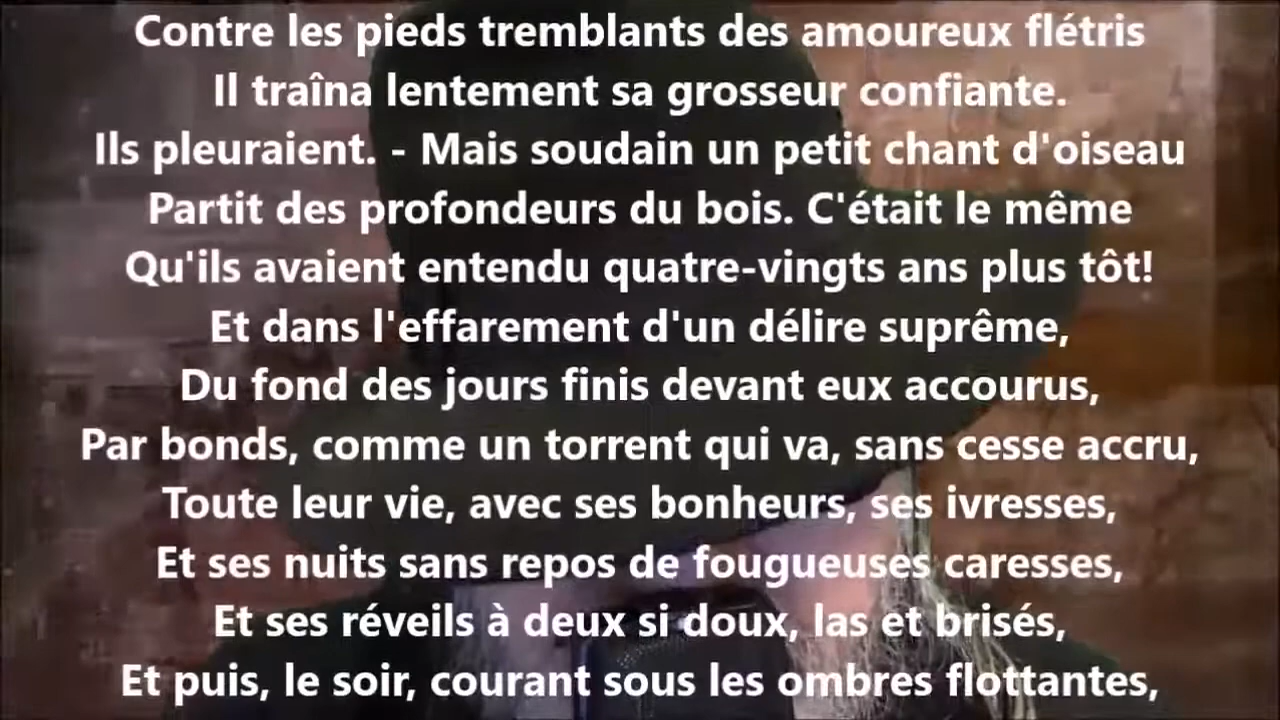 Contre les pieds tremblants des amoureux flétris
Il traîna lentement sa grosseur confiante.
Ils pleuraient. - Mais soudain un petit chant d'oiseau
Partit des profondeurs du bois. C'était le même
Qu'ils avaient entendu quatre-vingts ans plus tôt!
Et dans l'effarement d'un délire suprême,
Du fond des jours finis devant eux accourus,
Par bonds, comme un torrent qui va, sans cesse accru,
Toute leur vie, avec ses bonheurs, ses ivresses,
Et ses nuits sans repos de fougueuses caresses,
Et ses réveils à deux si doux, las et brisés,
Et puis, le soir, courant sous les ombres flottantes,